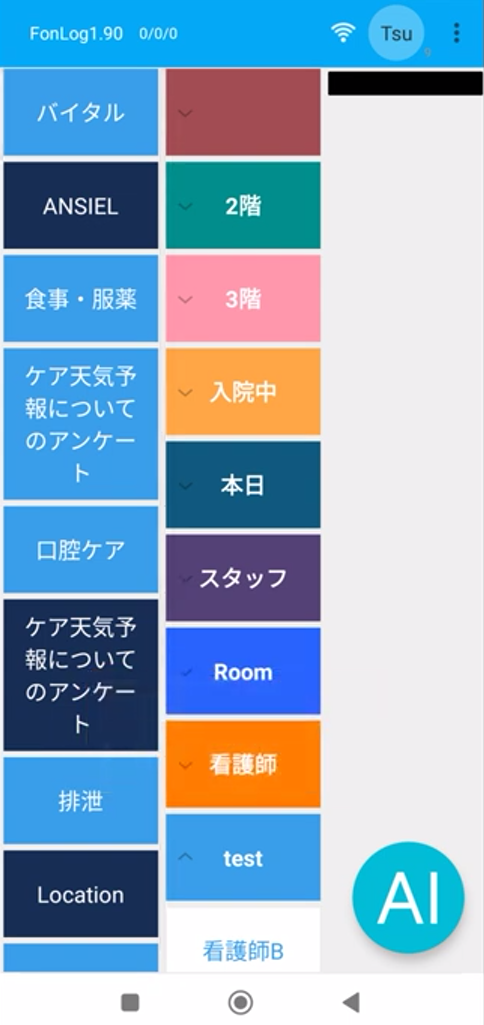 FonLog1.90 0/0/0 Tsu
9
バイタル
ANSIEL
食事・服薬
ケア天気予
報について
のアンケー
ト
口腔ケア
ケア天気予
報について
のアンケー
ト
排泄
Location
2階
3階
入院中
本日
スタッフ
Room
看護師
test
看護師B
AI